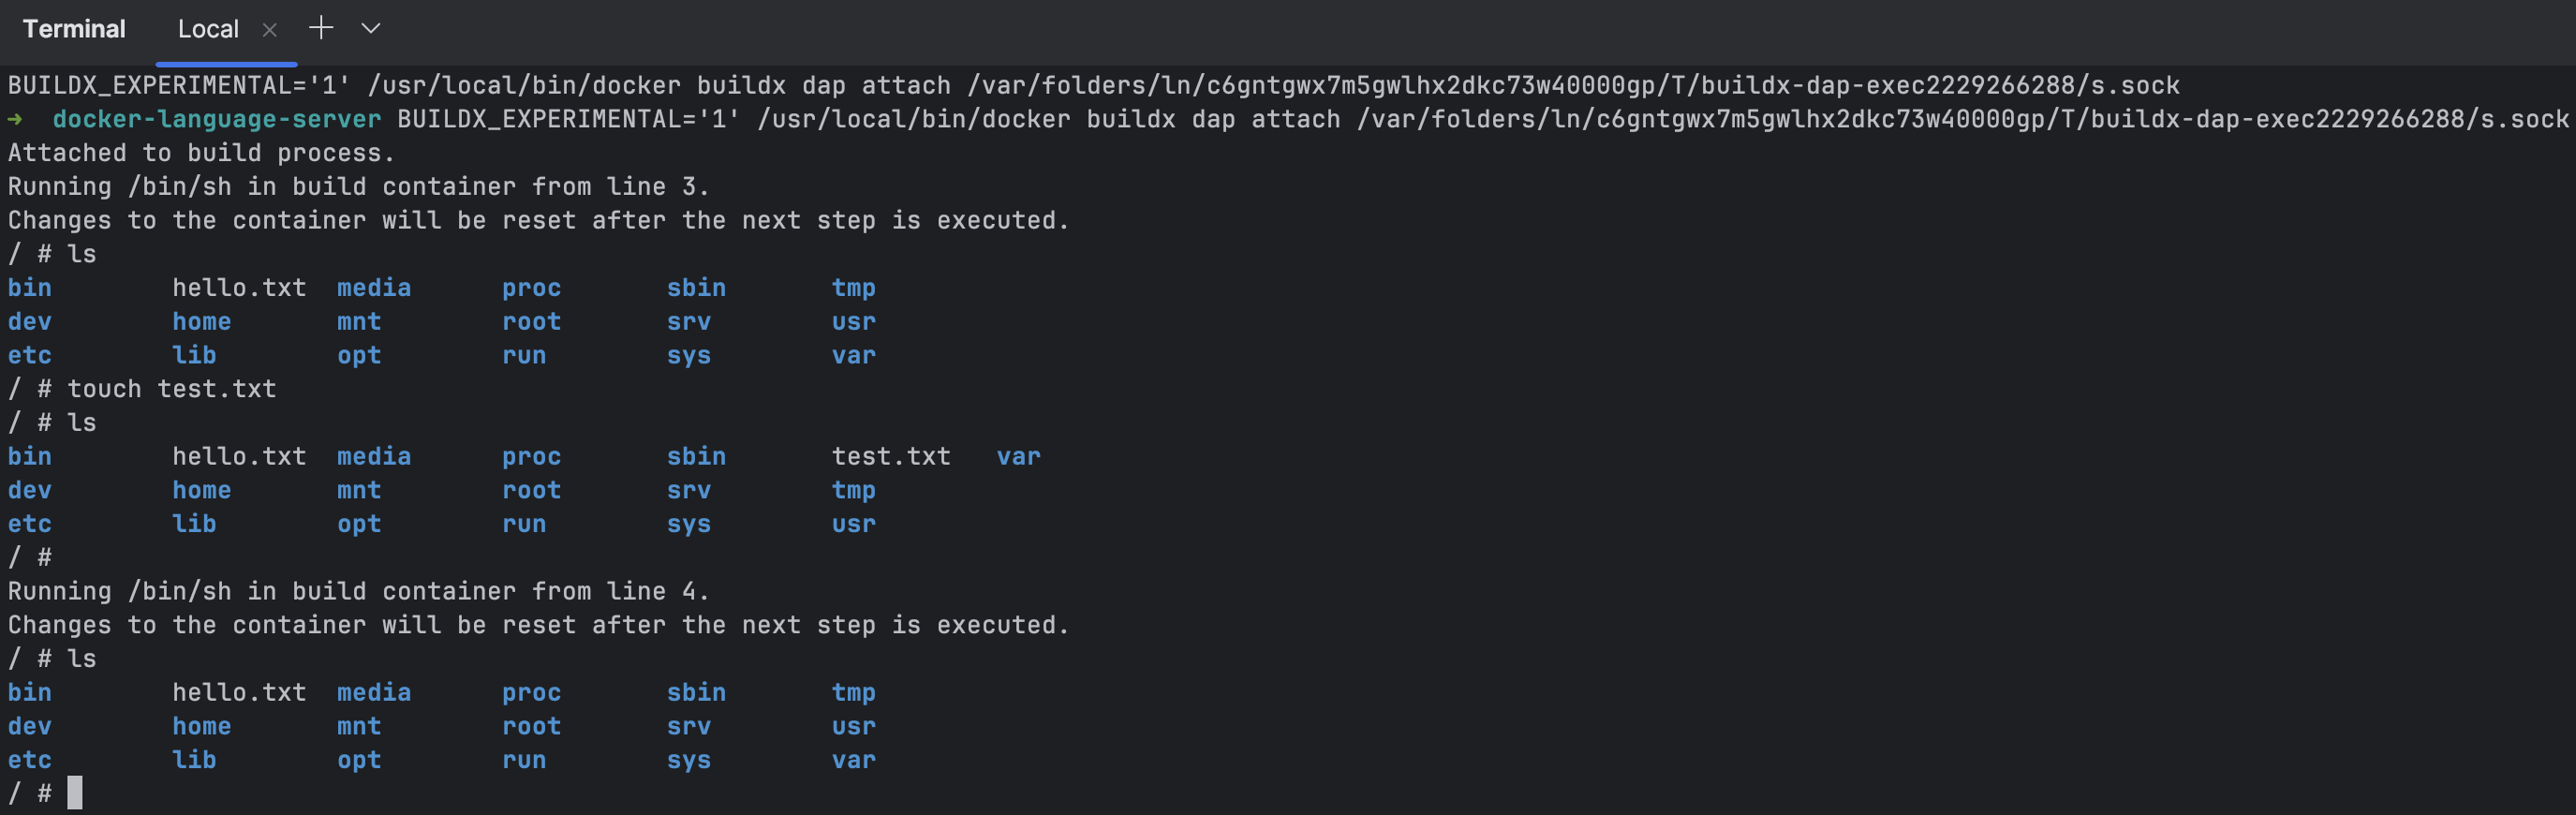 Terminal Local × + ⌵
BUILDX_EXPERIMENTAL='1' /usr/local/bin/docker buildx dap attach /var/folders/ln/c6gntgwx7m5gwlhx2dkc73w40000gp/T/buildx-dap-exec2229266288/s.sock
➜ docker-language-server BUILDX_EXPERIMENTAL='1' /usr/local/bin/docker buildx dap attach /var/folders/ln/c6gntgwx7m5gwlhx2dkc73w40000gp/T/buildx-dap-exec2229266288/s.sock
Attached to build process.
Running /bin/sh in build container from line 3.
Changes to the container will be reset after the next step is executed.
/ # ls
bin hello.txt media proc sbin tmp
dev home mnt root srv usr
etc lib opt run sys var
/ # touch test.txt
/ # ls
bin hello.txt media proc sbin test.txt var
dev home mnt root srv tmp
etc lib opt run sys usr
/ #
Running /bin/sh in build container from line 4.
Changes to the container will be reset after the next step is executed.
/ # ls
bin hello.txt media proc sbin tmp
dev home mnt root srv usr
etc lib opt run sys var
/ #